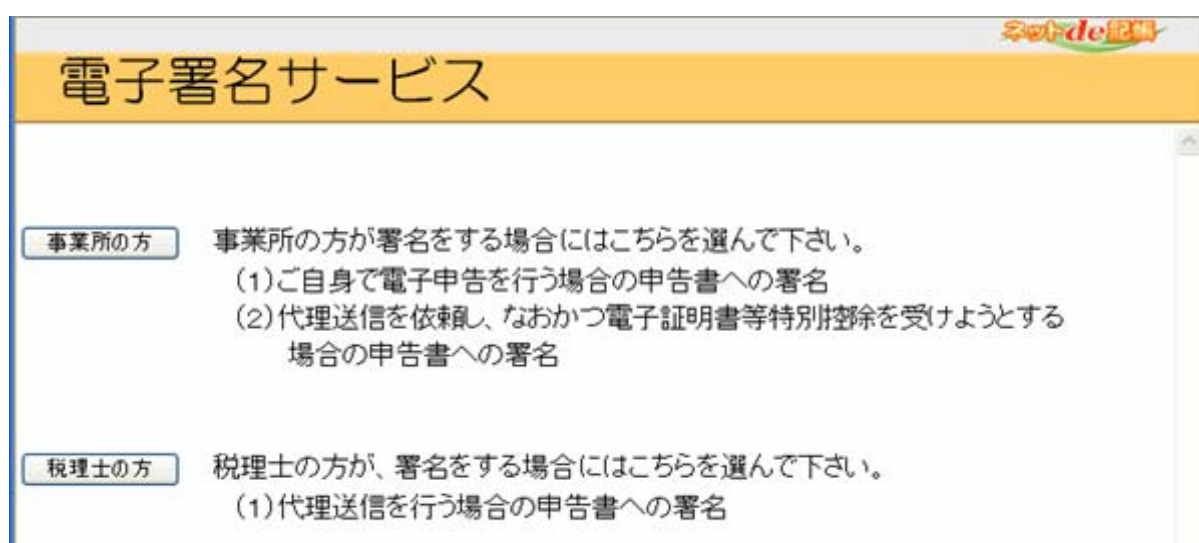 ネットde記帳
電子署名サービス
事業所の方
事業所の方が署名をする場合にはこちらを選んで下さい。
(1)ご自身で電子申告を行う場合の申告書への署名
(2)代理送信を依頼し、なおかつ電子証明書等特別控除を受けようとする
場合の申告書への署名
税理士の方
税理士の方が、署名をする場合にはこちらを選んで下さい。
(1)代理送信を行う場合の申告書への署名